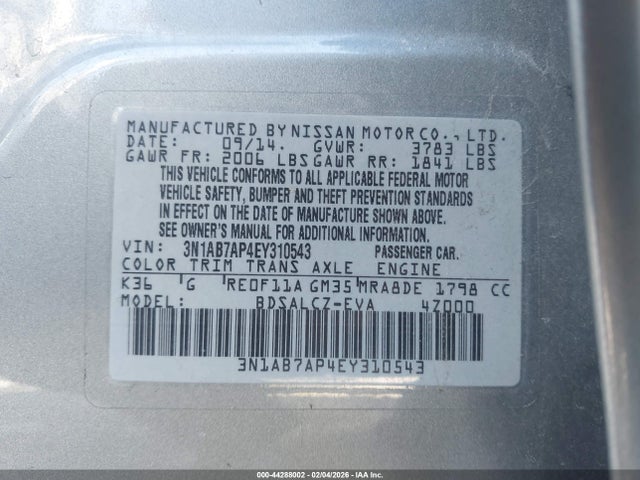 MANUFACTURED BY NISSAN MOTOR CO., LTD.
DATE: 09/14. GVWR: 3783 LBS
GAWR FR: 2006 LBS GAWR RR: 1841 LBS
THIS VEHICLE CONFORMS TO ALL APPLICABLE FEDERAL MOTOR
VEHICLE SAFETY, BUMPER AND THEFT PREVENTION STANDARDS
IN EFFECT ON THE DATE OF MANUFACTURE SHOWN ABOVE.
SEE OWNER'S MANUAL FOR ADDITIONAL INFORMATION.
VIN: 3N1AB7AP4EY310543 PASSENGER CAR.
COLOR TRIM TRANS AXLE ENGINE
K36 G RE0F11A GM35 MRA8DE 1798 CC
MODEL: BDSALCZ-EVA 4Z000
3N1AB7AP4EY310543
000-44288002 - 02/04/2026 - IAA